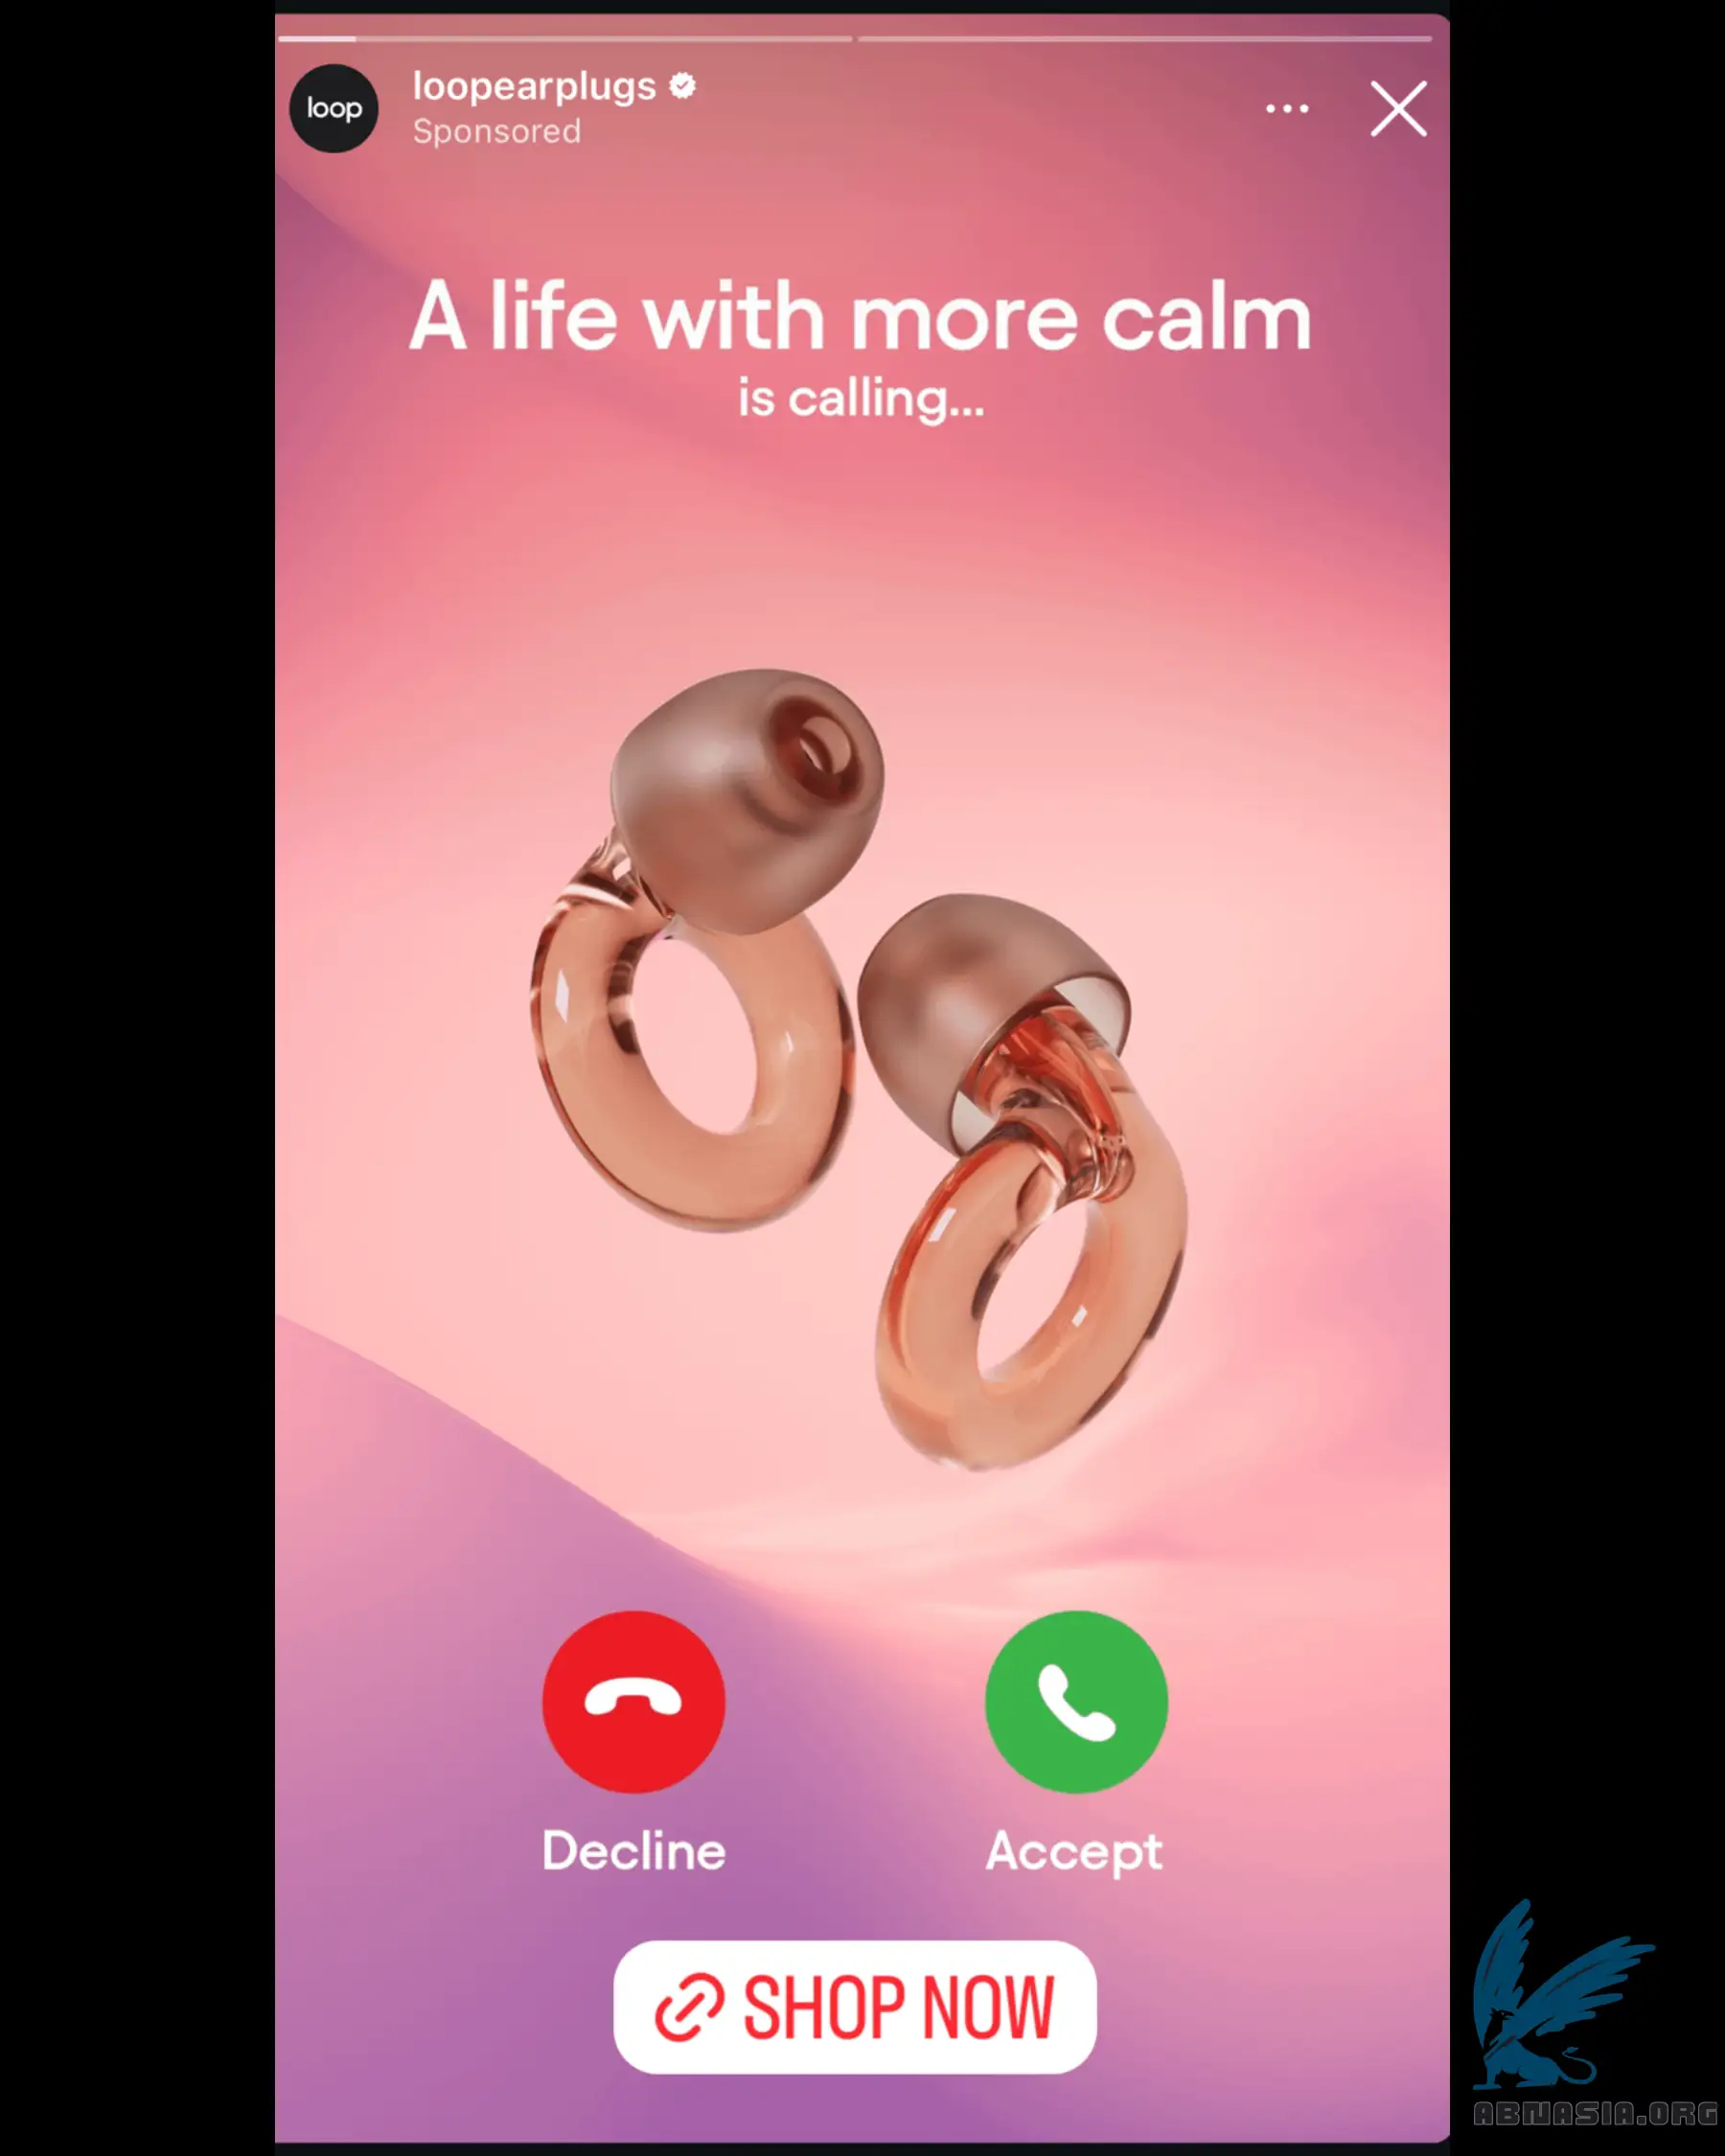 loop
loopearplugs
Sponsored
A life with more calm
is calling...
Decline
Accept
SHOP NOW
ABNASIA.ORG